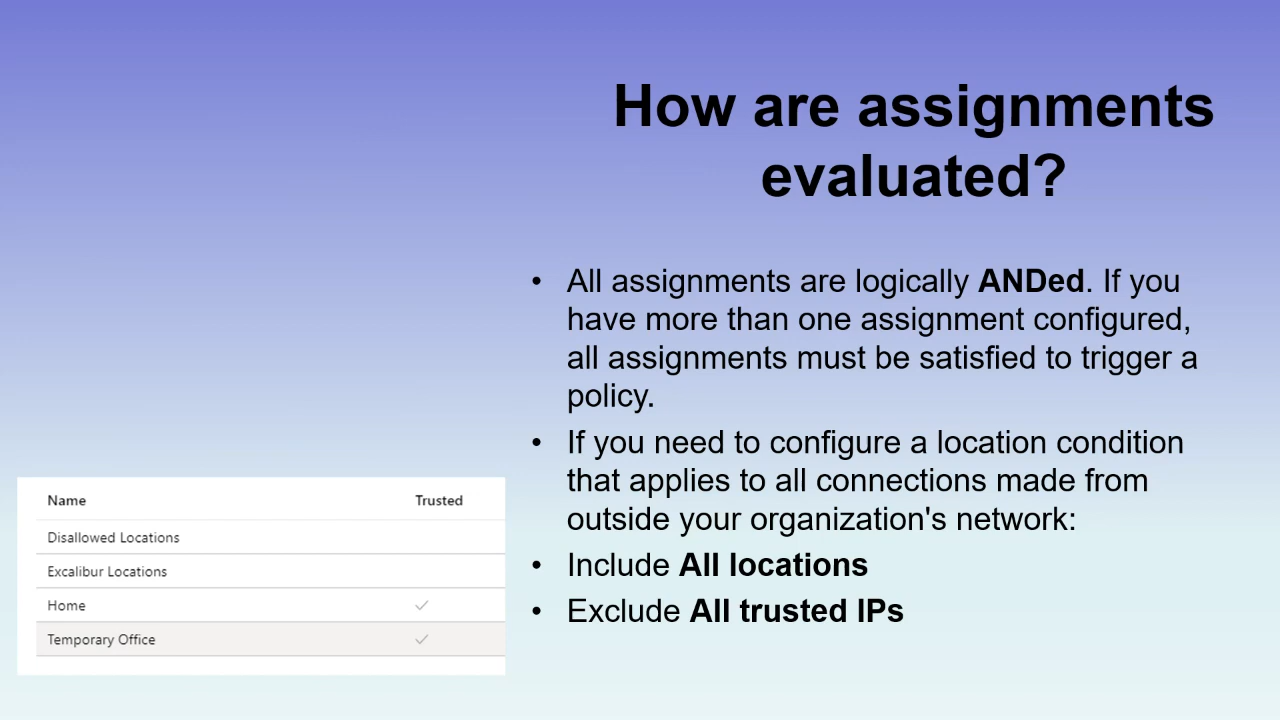 How are assignments
evaluated?
• All assignments are logically ANDed. If you
have more than one assignment configured,
all assignments must be satisfied to trigger a
policy.
• If you need to configure a location condition
that applies to all connections made from
outside your organization's network:
• Include All locations
• Exclude All trusted IPs
Name Trusted
Disallowed Locations
Excalibur Locations
Home ✓
Temporary Office ✓